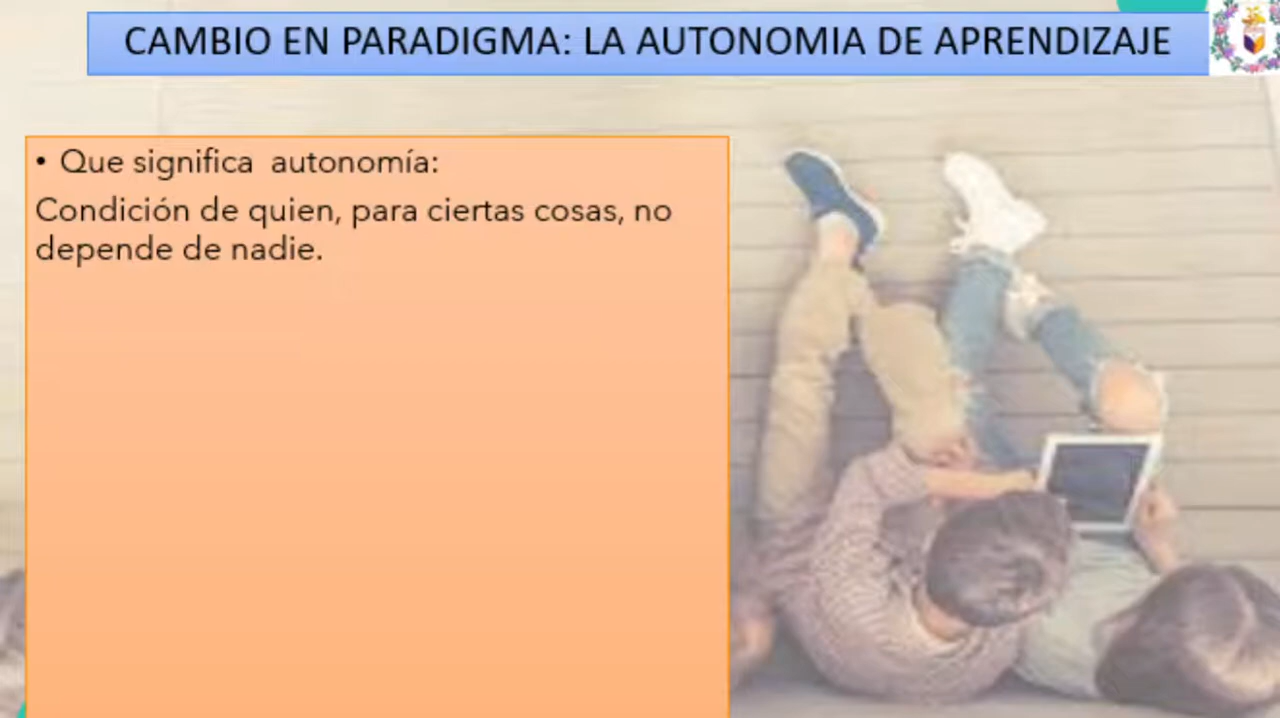 CAMBIO EN PARADIGMA: LA AUTONOMIA DE APRENDIZAJE
• Que significa autonomía:
Condición de quien, para ciertas cosas, no
depende de nadie.